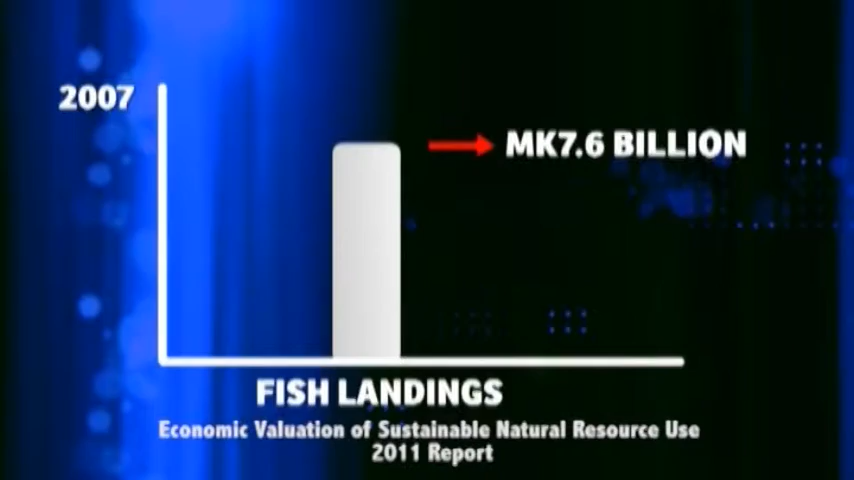 2007
MK7.6 BILLION
FISH LANDINGS
Economic Valuation of Sustainable Natural Resource Use
2011 Report